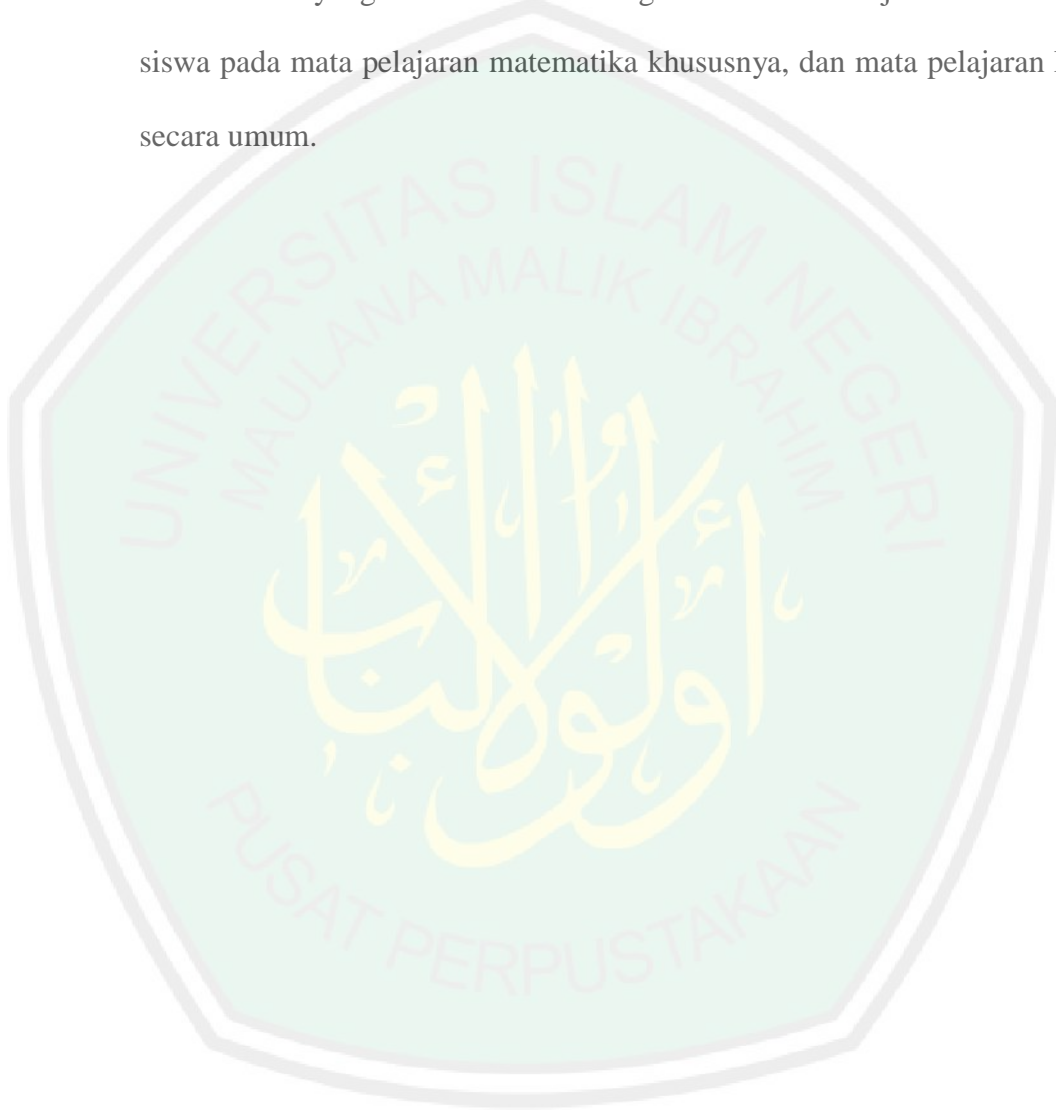 siswa pada mata pelajaran matematika khususnya, dan mata pelajaran
secara umum.
UNIVERSITAS ISLAM NEGERI
MAULANA MALIK IBRAHIM
أولوا الألباب
PUSAT PERPUSTAKAAN